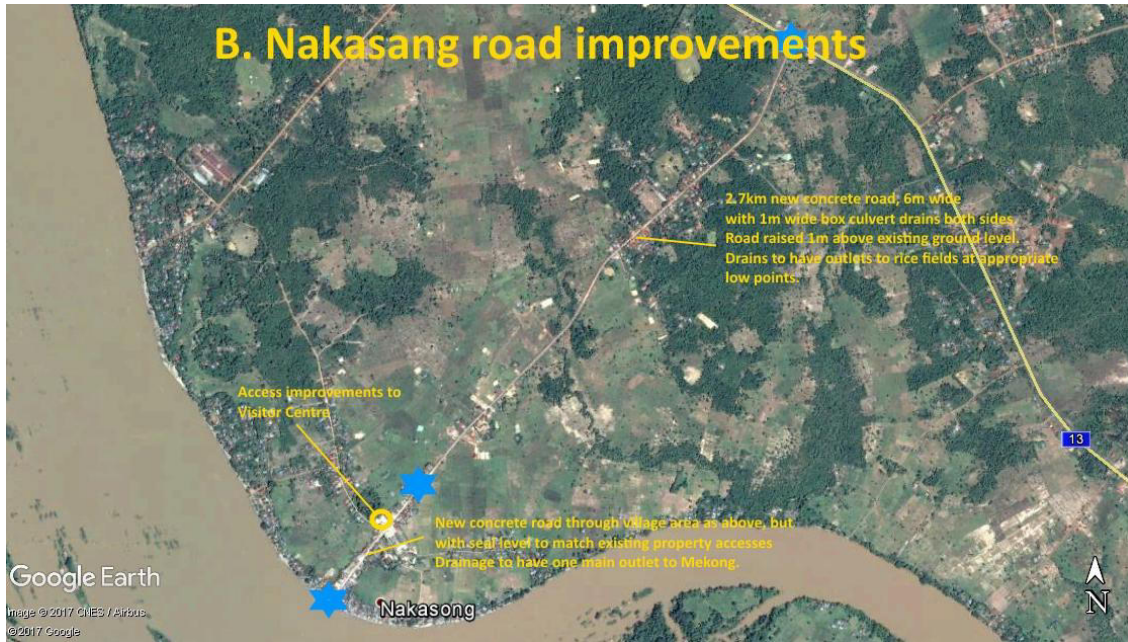 B. Nakasang road improvements
2.7km new concrete road, 6m wide
with 1m wide box culvert drains both sides.
Road raised 1m above existing ground level.
Drains to have outlots to rice fields at appropriate
low points.
13
Access improvements to
Visitor Centre
New concrete road through village area as above, but
with seal level to match existing property accesses
Drainage to have one main outlet to Mekong.
Google Earth
Image © 2017 CNES / Airbus
© 2017 Google
Nakasong
N